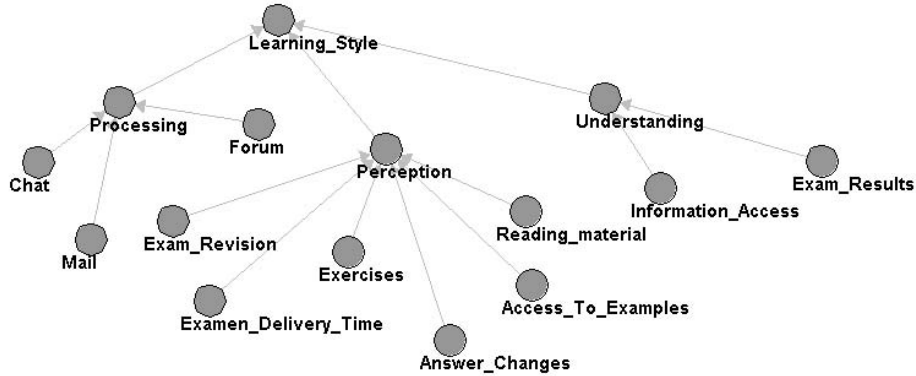 Learning_Style
Processing
Understanding
Forum
Perception
Chat
Exam_Results
Information_Access
Reading_material
Exam_Revision
Mail
Exercises
Access_To_Examples
Examen_Delivery_Time
Answer_Changes